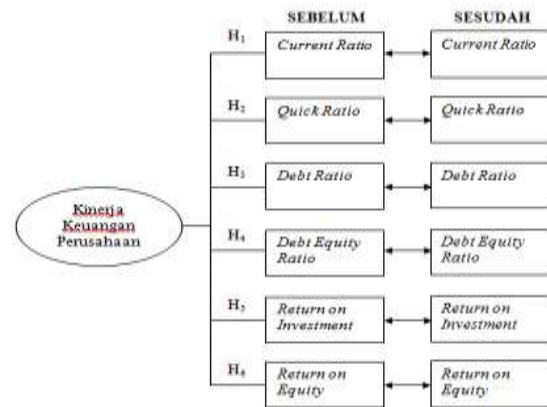 SEBELUM SESUDAH
H₁ Current Ratio Current Ratio
H₂ Quick Ratio Quick Ratio
H₃ Debt Ratio Debt Ratio
Kinerja
Keuangan
Perusahaan
H₄ Debt Equity Debt Equity
Ratio Ratio
H₅ Return on Return on
Investment Investment
H₆ Return on Return on
Equity Equity